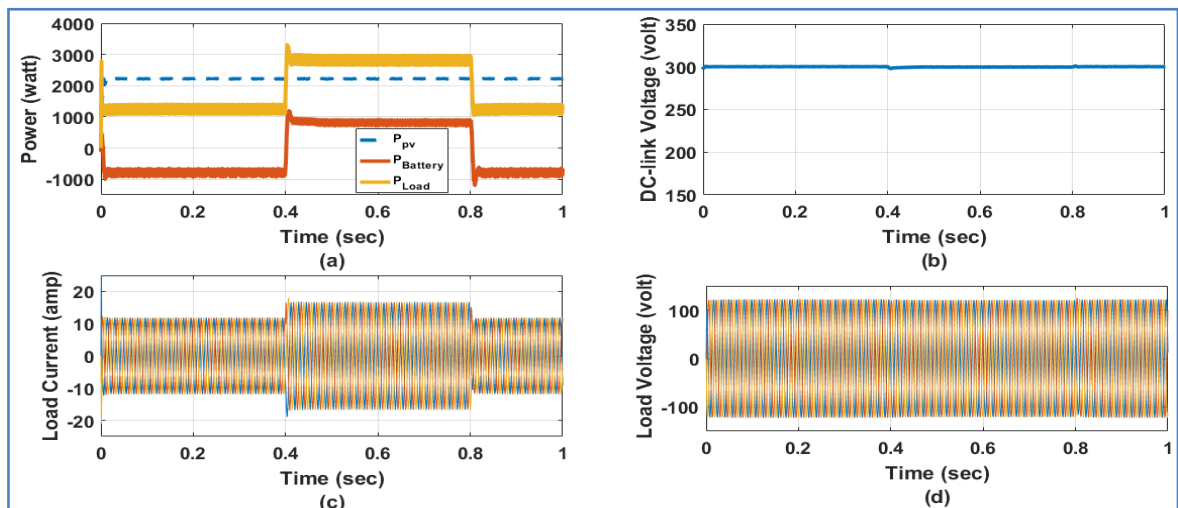 Power (watt)
4000
3000
2000
1000
0
-1000
P_pv
P_Battery
P_Load
0 0.2 0.4 0.6 0.8 1
Time (sec)
(a)
DC-link Voltage (volt)
350
300
250
200
150
0 0.2 0.4 0.6 0.8 1
Time (sec)
(b)
Load Current (amp)
20
10
0
-10
-20
0 0.2 0.4 0.6 0.8 1
Time (sec)
(c)
Load Voltage (volt)
100
0
-100
0 0.2 0.4 0.6 0.8 1
Time (sec)
(d)